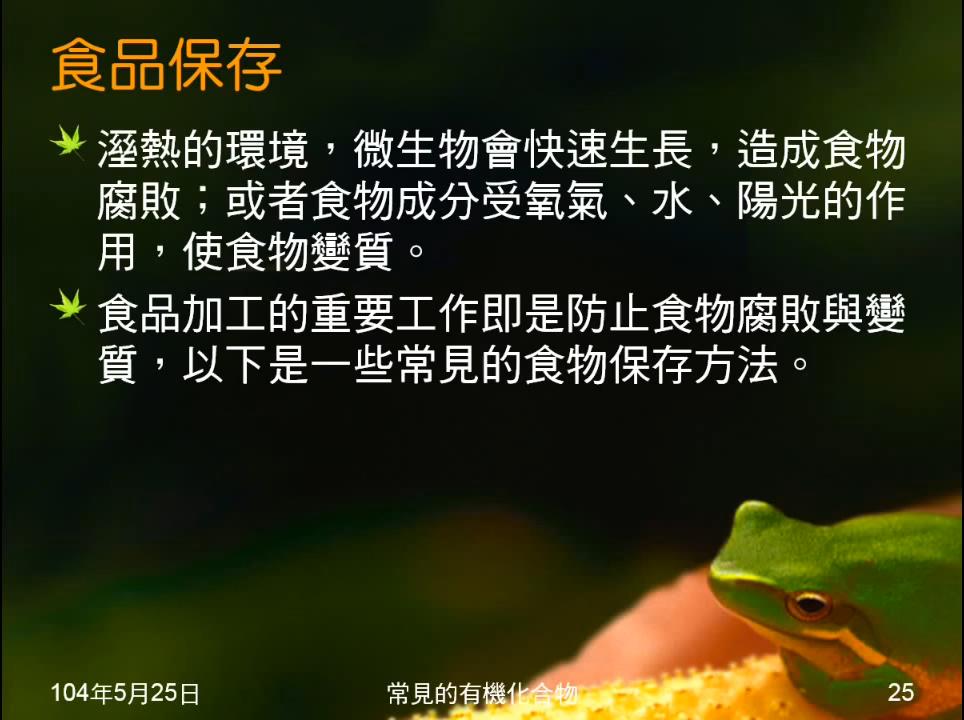 食品保存
溼熱的環境，微生物會快速生長，造成食物
腐敗；或者食物成分受氧氣、水、陽光的作
用，使食物變質。
食品加工的重要工作即是防止食物腐敗與變
質，以下是一些常見的食物保存方法。
104年5月25日
常見的有機化合物
25